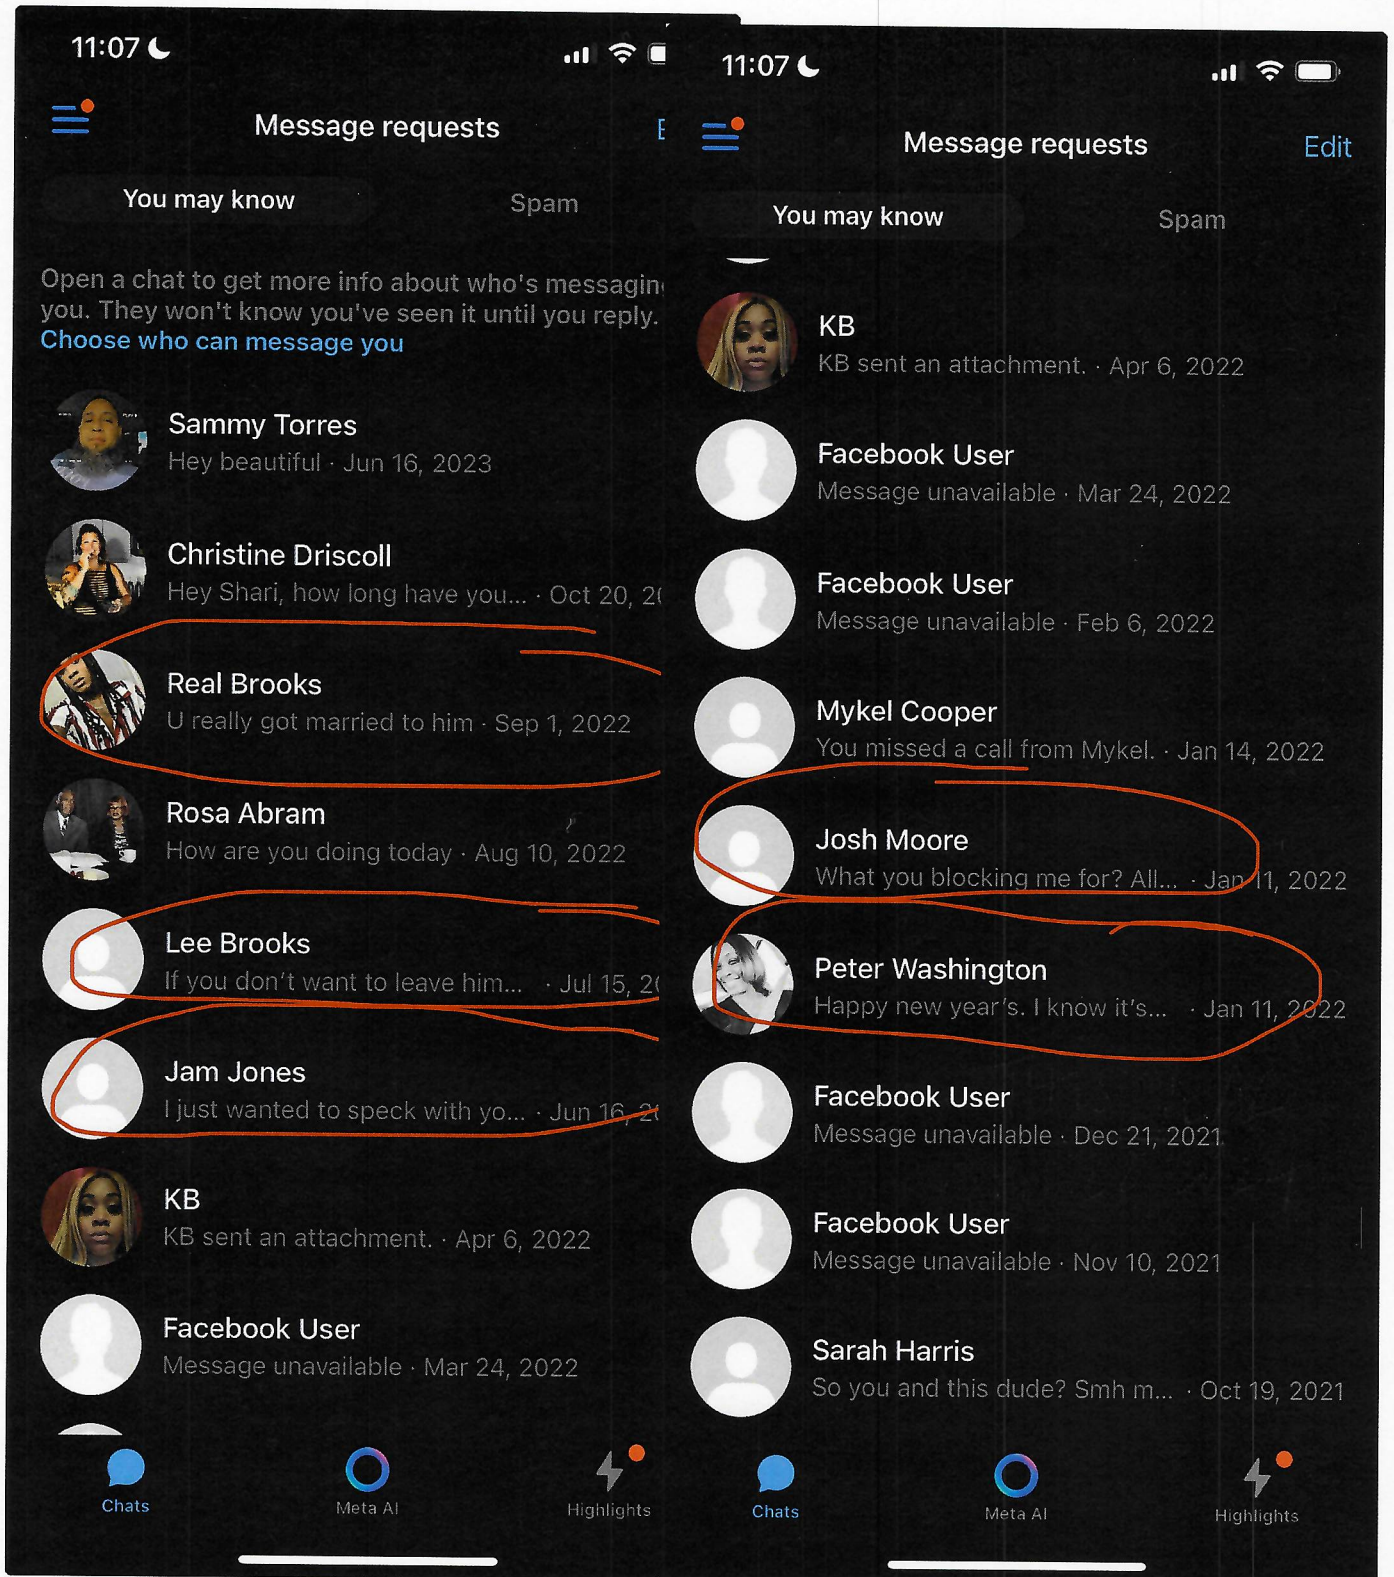 11:07
Message requests
You may know
Spam
Open a chat to get more info about who's messaging
you. They won't know you've seen it until you reply.
Choose who can message you
Sammy Torres
Hey beautiful · Jun 16, 2023
Christine Driscoll
Hey Shari, how long have you... · Oct 20, 20
Real Brooks
U really got married to him · Sep 1, 2022
Rosa Abram
How are you doing today · Aug 10, 2022
Lee Brooks
If you don't want to leave him... · Jul 15, 20
Jam Jones
I just wanted to speck with yo... · Jun 16, 20
KB
KB sent an attachment. · Apr 6, 2022
Facebook User
Message unavailable · Mar 24, 2022
Chats
Meta AI
Highlights
11:07
Message requests
Edit
You may know
Spam
KB
KB sent an attachment. · Apr 6, 2022
Facebook User
Message unavailable · Mar 24, 2022
Facebook User
Message unavailable · Feb 6, 2022
Mykel Cooper
You missed a call from Mykel. · Jan 14, 2022
Josh Moore
What you blocking me for? All... · Jan 11, 2022
Peter Washington
Happy new year's. I know it's... · Jan 11, 2022
Facebook User
Message unavailable · Dec 21, 2021
Facebook User
Message unavailable · Nov 10, 2021
Sarah Harris
So you and this dude? Smh m... · Oct 19, 2021
Chats
Meta AI
Highlights